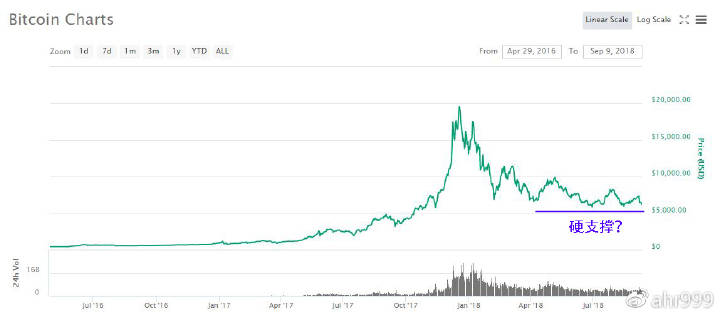 Bitcoin Charts
Linear Scale Log Scale
Zoom 1d 7d 1m 3m 1y YTD ALL
From Apr 29, 2016 To Sep 9, 2018
$20,000.00
$15,000.00
$10,000.00
$5,000.00
$0
Price (USD)
硬支撑?
24h Vol
168
0
Jul '16 Oct '16 Jan '17 Apr '17 Jul '17 Oct '17 Jan '18 Apr '18 Jul '18
ahr999